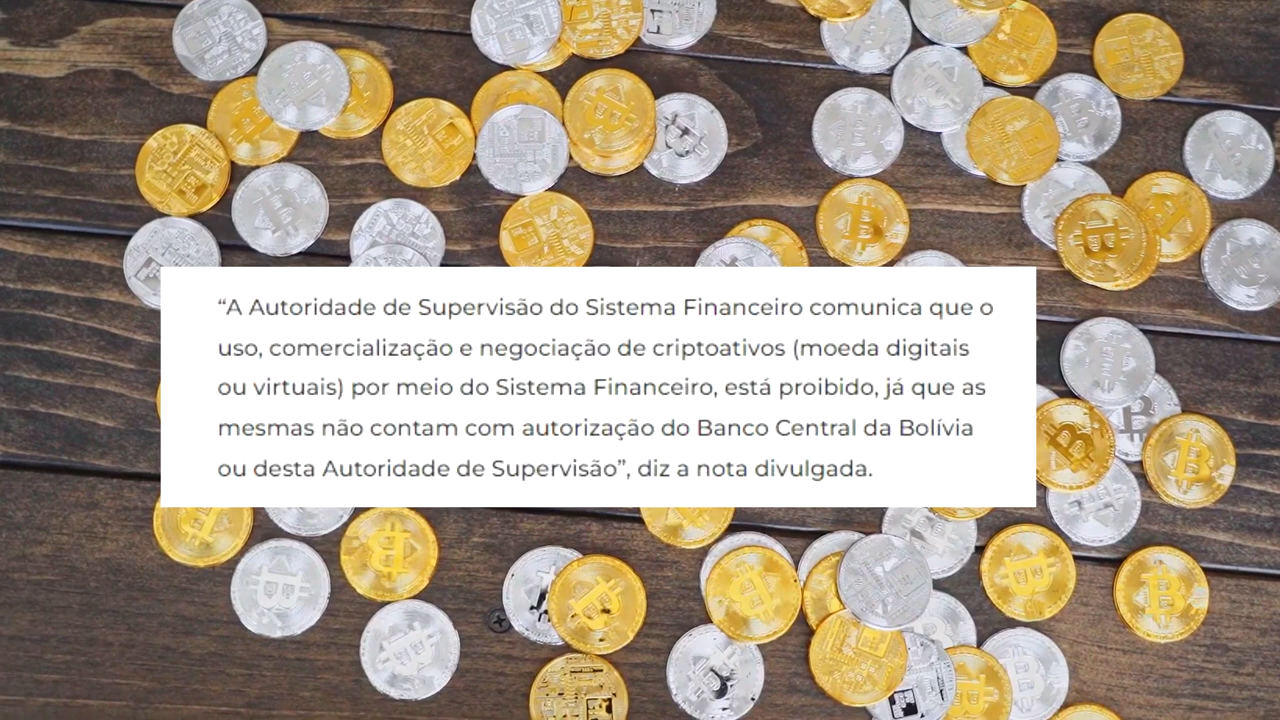 “A Autoridade de Supervisão do Sistema Financeiro comunica que o
uso, comercialização e negociação de criptoativos (moeda digitais
ou virtuais) por meio do Sistema Financeiro, está proibido, já que as
mesmas não contam com autorização do Banco Central da Bolívia
ou desta Autoridade de Supervisão”, diz a nota divulgada.